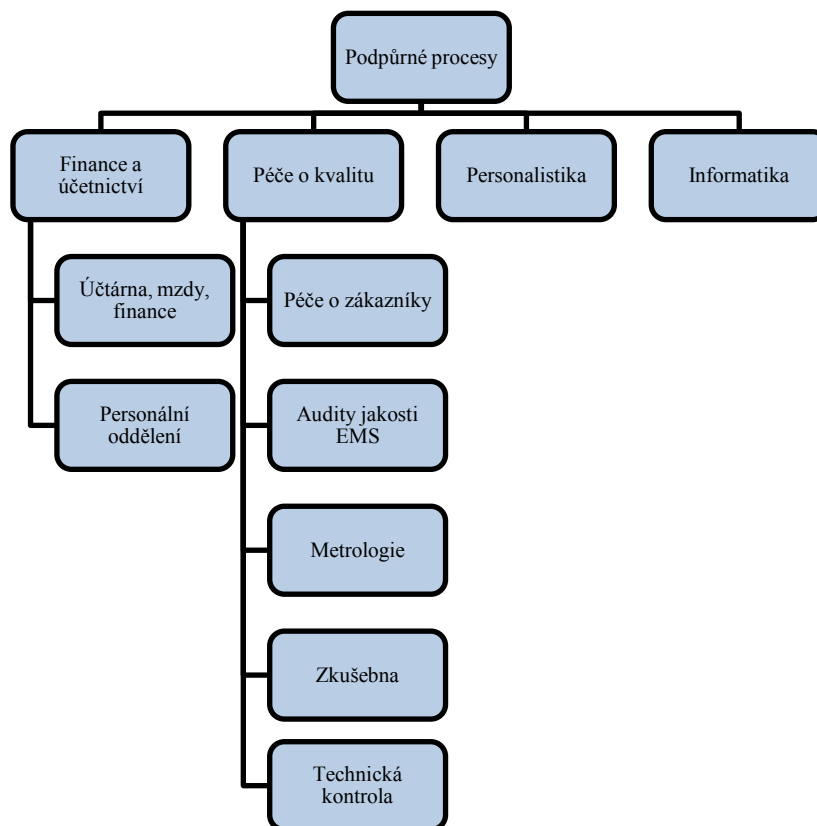 Podpůrné procesy
Finance a
účetnictví
Péče o kvalitu
Personalistika
Informatika
Účtárna, mzdy,
finance
Péče o zákazníky
Personální
oddělení
Audity jakosti
EMS
Metrologie
Zkušebna
Technická
kontrola